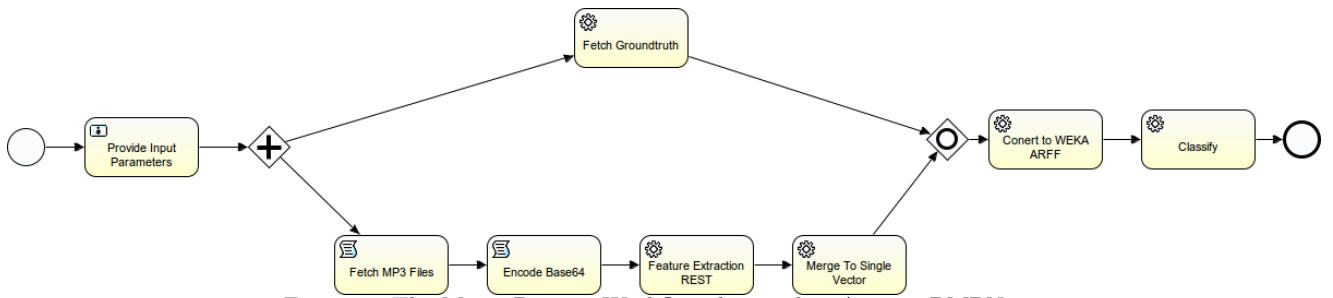 Fetch Groundtruth
Provide Input
Parameters
Conert to WEKA
ARFF
Classify
Fetch MP3 Files
Encode Base64
Feature Extraction
REST
Merge To Single
Vector